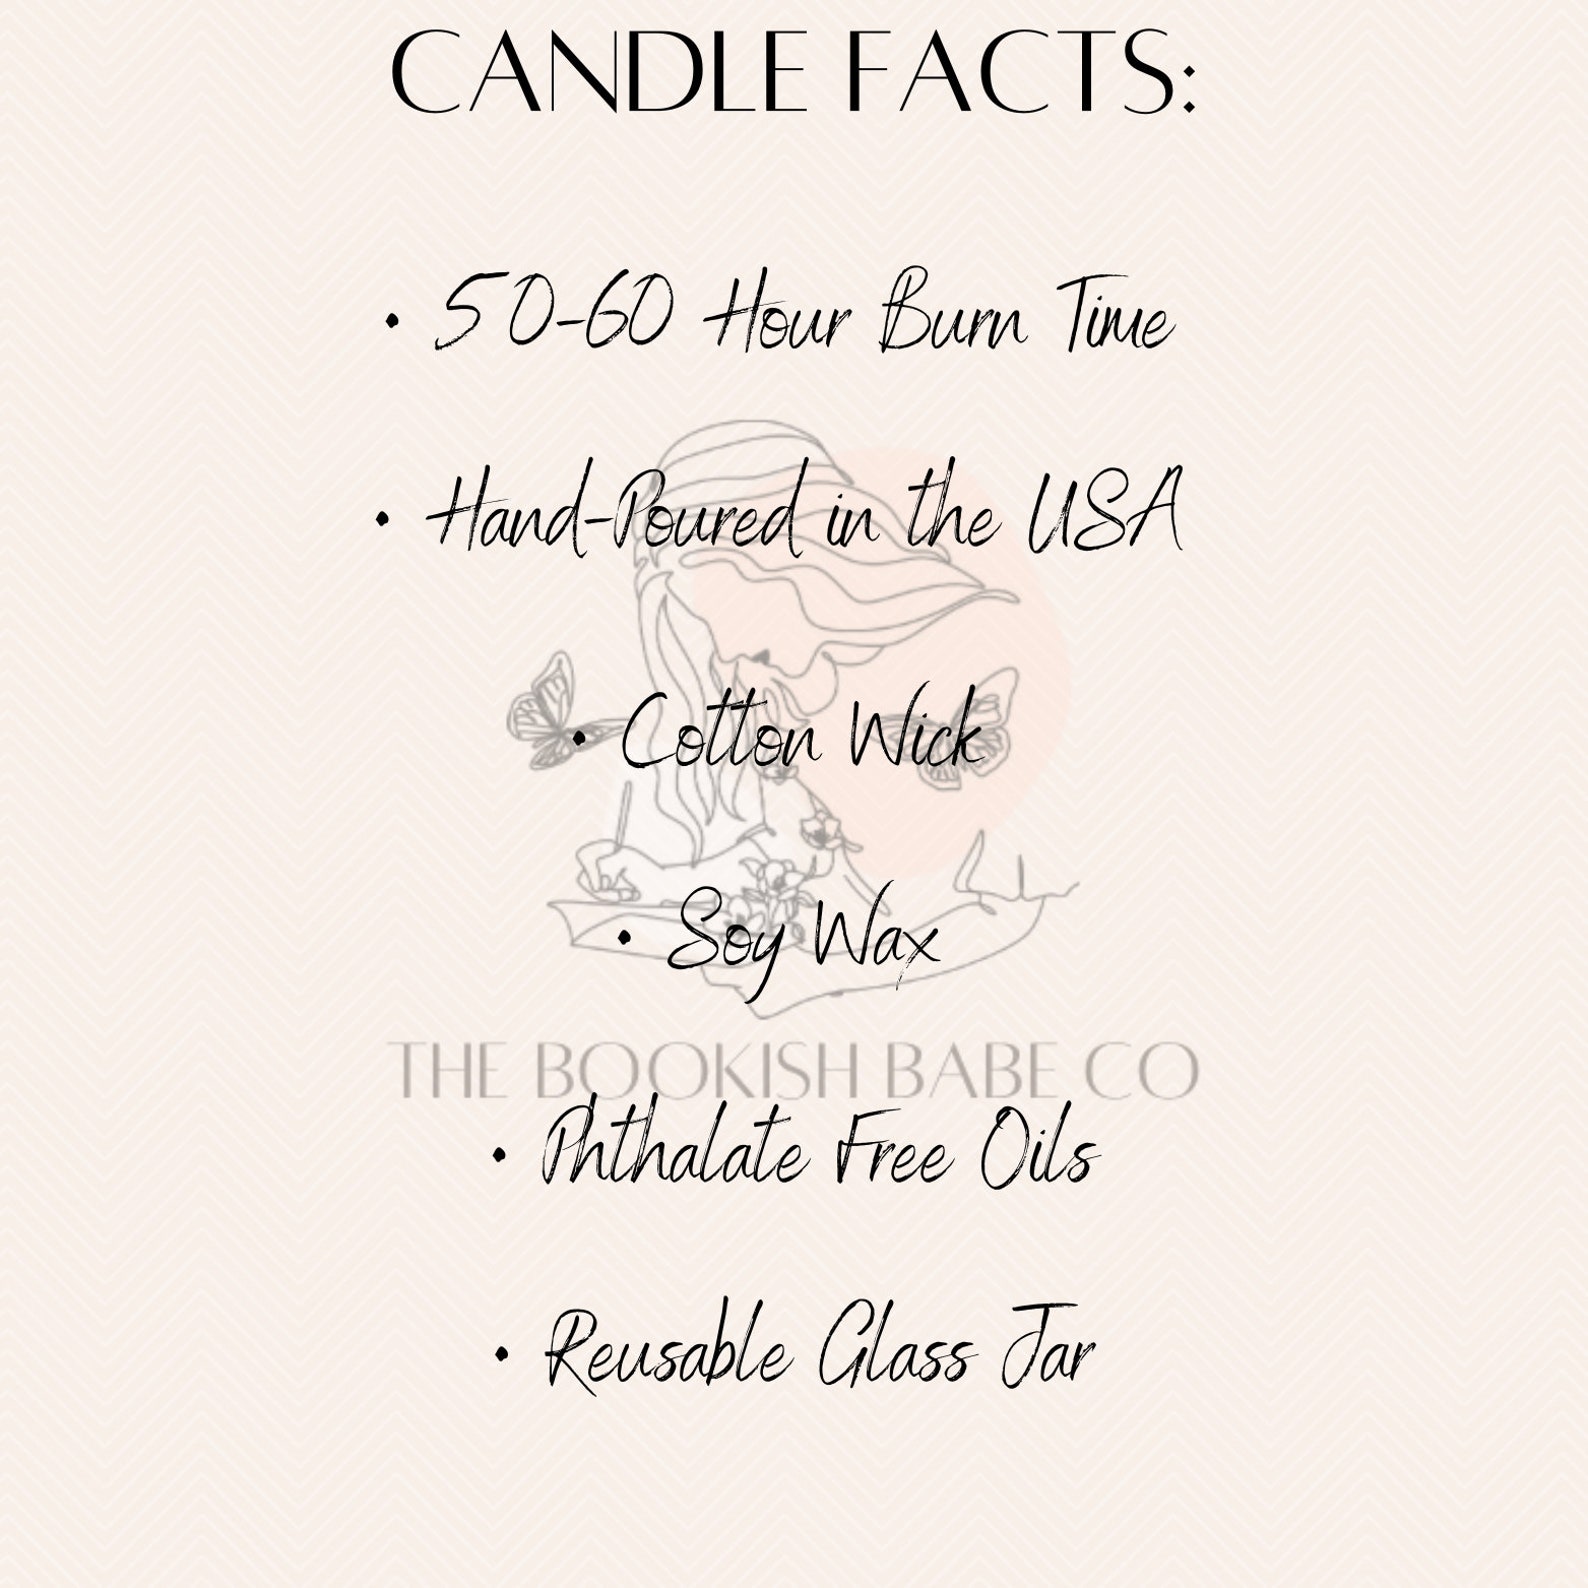 CANDLE FACTS:
• 50-60 Hour Burn Time
• Hand-Poured in the USA
• Cotton Wick
• Soy Wax
THE BOOKISH BABE CO
• Phthalate Free Oils
• Reusable Glass Jar